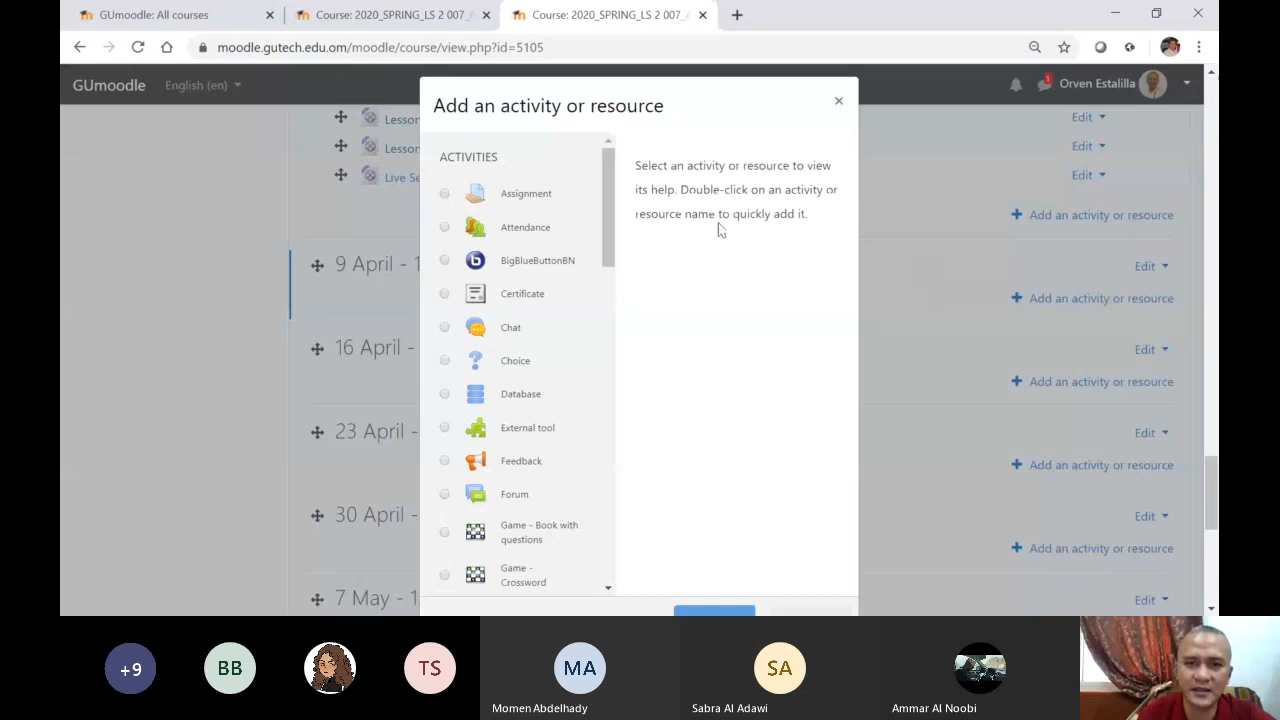 GUmoodle: All courses
Course: 2020_SPRING_LS 2 007_
Course: 2020_SPRING_LS 2 007_
moodle.gutech.edu.om/moodle/course/view.php?id=5105
GUmoodle
English (en)
1
Orven Estalilla
Lesson
Edit
Lesson
Edit
Live Se
Edit
Add an activity or resource
9 April - 1
Edit
Add an activity or resource
16 April -
Edit
Add an activity or resource
23 April -
Edit
Add an activity or resource
30 April -
Edit
Add an activity or resource
7 May - 1
Edit
Add an activity or resource
ACTIVITIES
Assignment
Attendance
BigBlueButtonBN
Certificate
Chat
Choice
Database
External tool
Feedback
Forum
Game - Book with
questions
Game -
Crossword
Select an activity or resource to view
its help. Double-click on an activity or
resource name to quickly add it.
+9
BB
TS
MA
Momen Abdelhady
SA
Sabra Al Adawi
Ammar Al Noobi